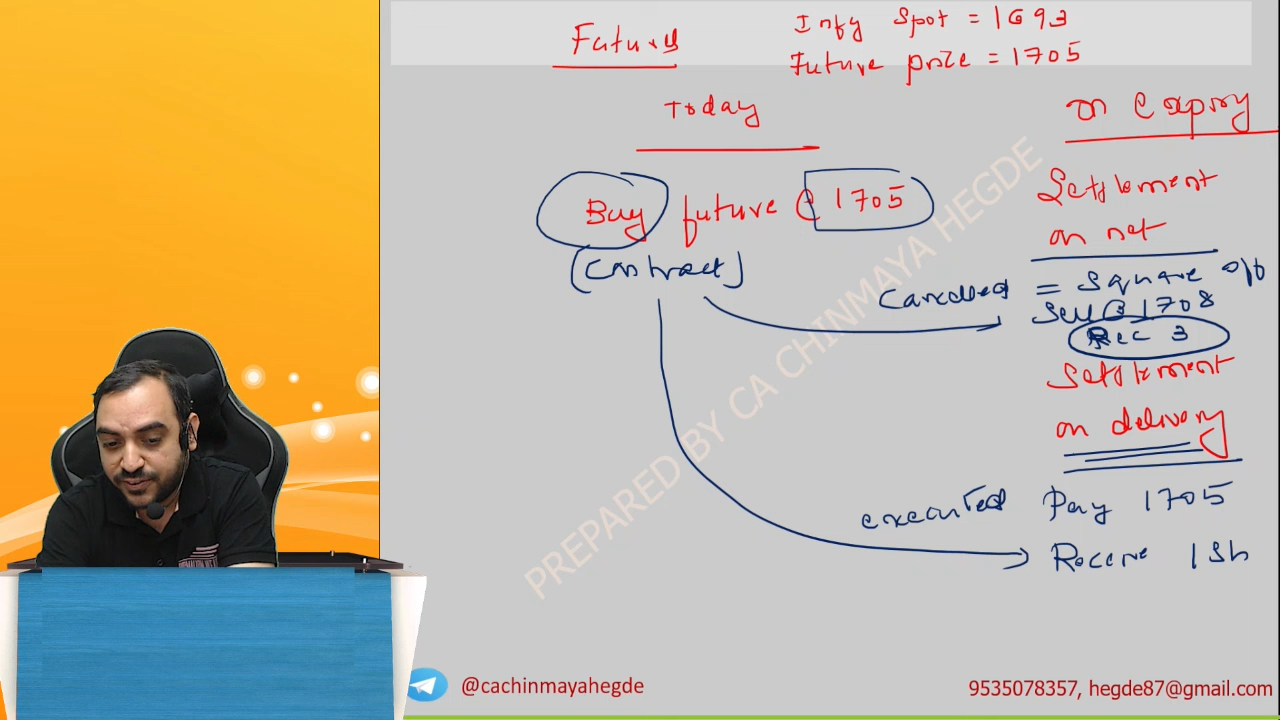 Futures
Infy Spot = 1693
Future price = 1705
Today
on Expiry
Buy future @ 1705
(Contract)
Settlement
on net
= Square off
Sell @ 1708
Rec 3
Cancelled
Settlement
on delivery
executed
Pay 1705
Receive 1 Sh
PREPARED BY CA CHINMAYA HEGDE
@cachinmayahegde
9535078357, hegde87@gmail.com